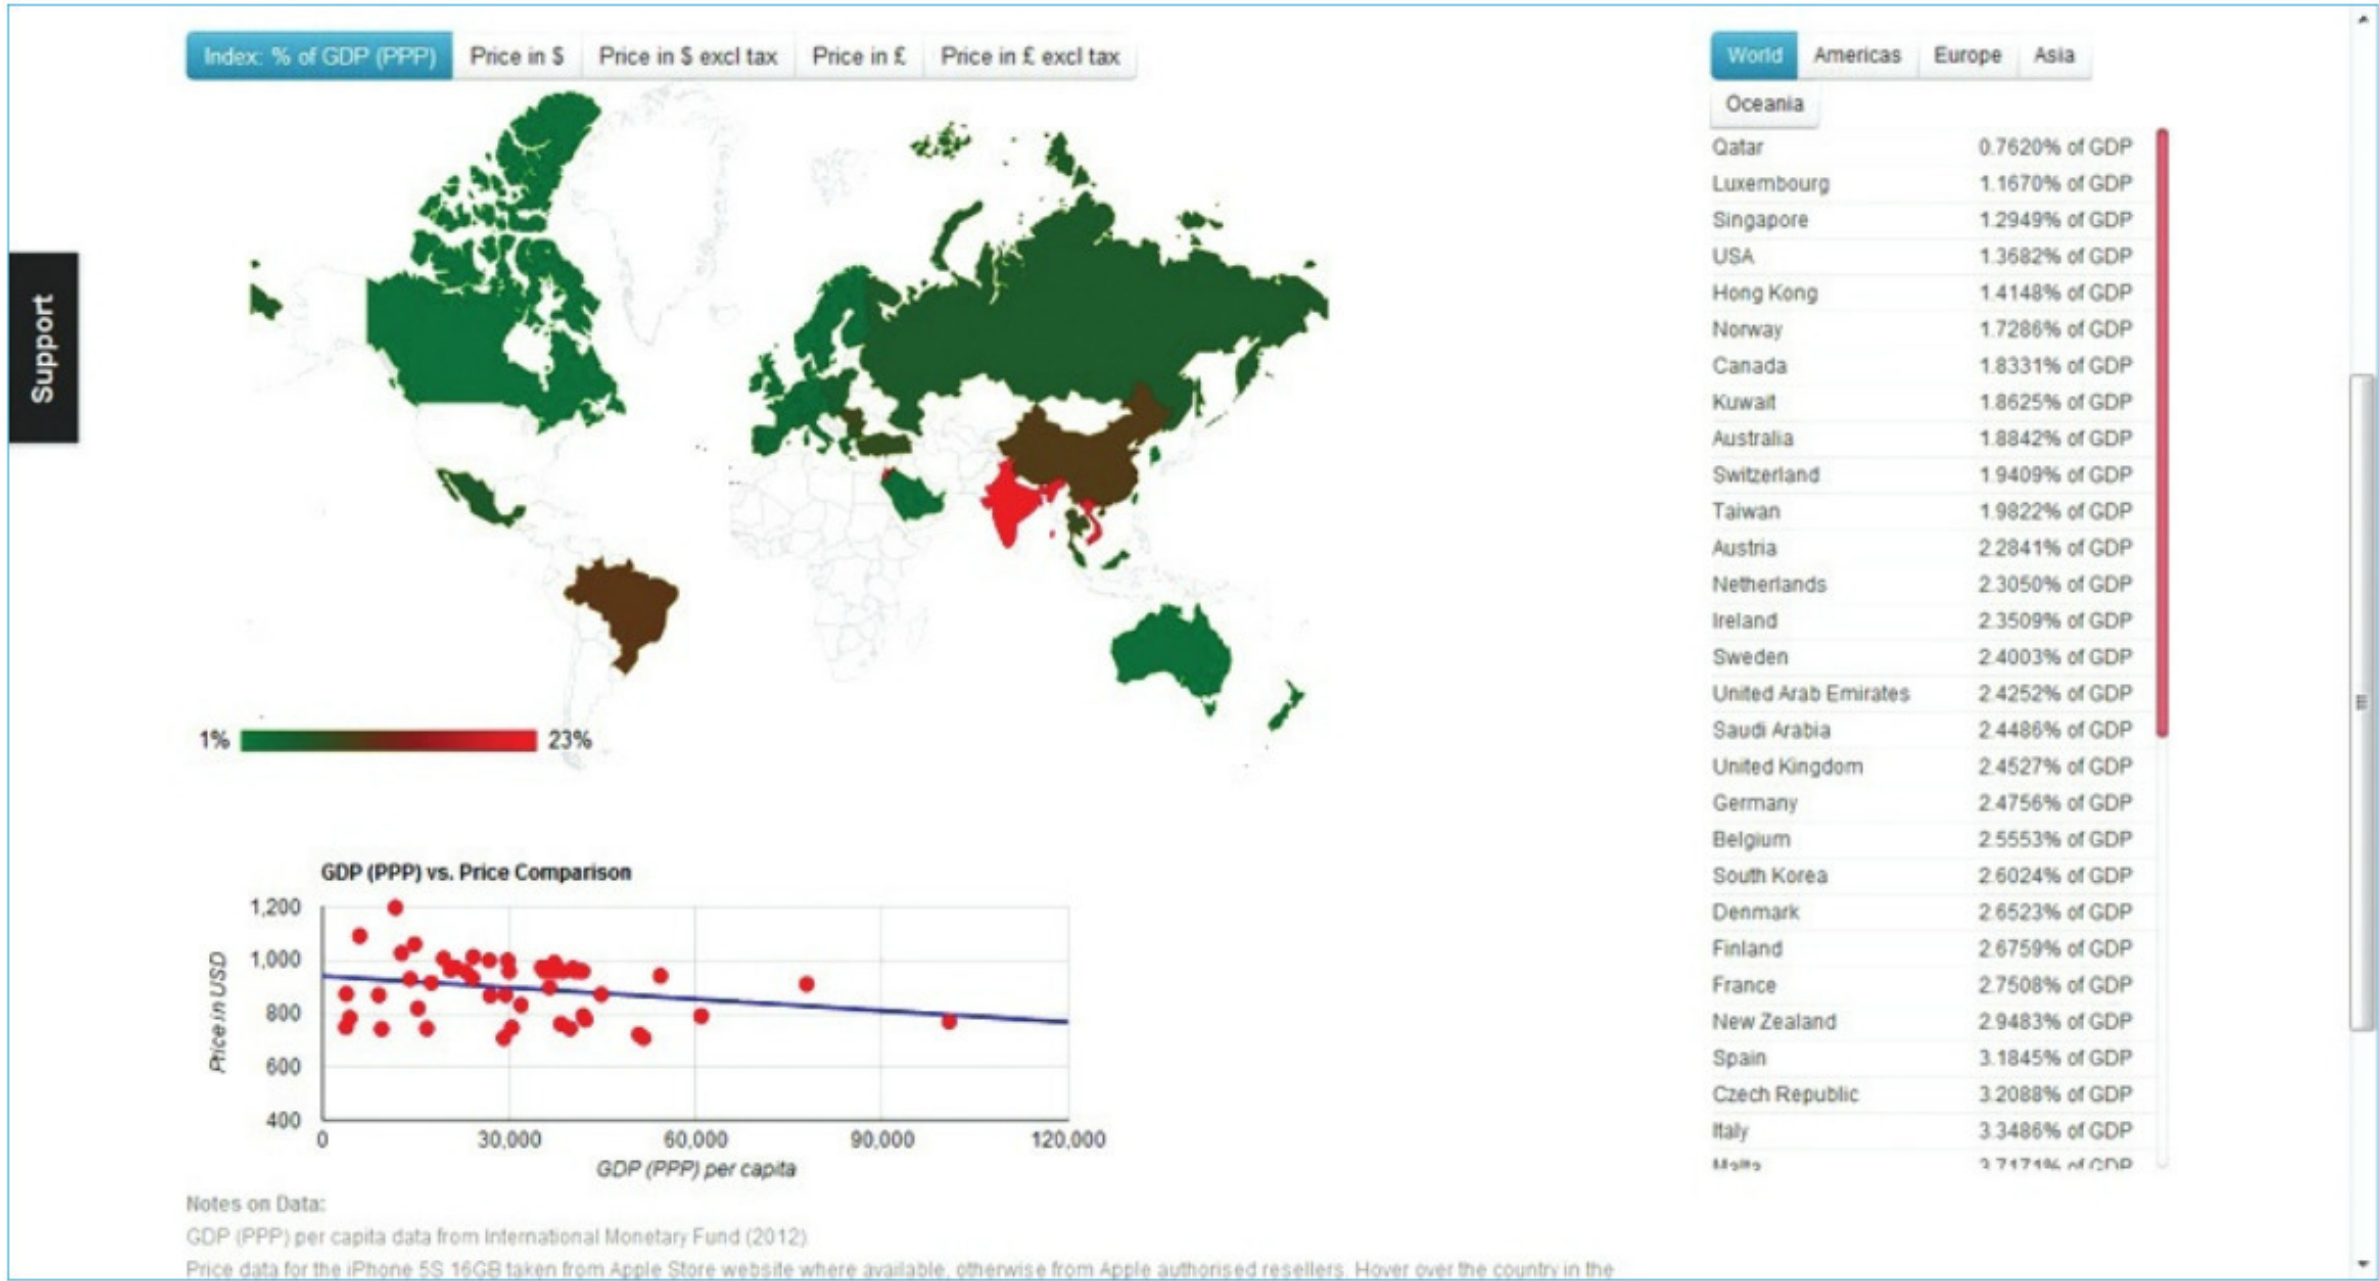 Index: % of GDP (PPP) Price in $ Price in $ excl tax Price in £ Price in £ excl tax
World Americas Europe Asia
Oceania
Support
Qatar 0.7620% of GDP
Luxembourg 1.1670% of GDP
Singapore 1.2949% of GDP
USA 1.3682% of GDP
Hong Kong 1.4148% of GDP
Norway 1.7286% of GDP
Canada 1.8331% of GDP
Kuwait 1.8625% of GDP
Australia 1.8842% of GDP
Switzerland 1.9409% of GDP
Taiwan 1.9822% of GDP
Austria 2.2841% of GDP
Netherlands 2.3050% of GDP
Ireland 2.3509% of GDP
Sweden 2.4003% of GDP
United Arab Emirates 2.4252% of GDP
Saudi Arabia 2.4486% of GDP
United Kingdom 2.4527% of GDP
Germany 2.4756% of GDP
Belgium 2.5553% of GDP
South Korea 2.6024% of GDP
Denmark 2.6523% of GDP
Finland 2.6759% of GDP
France 2.7508% of GDP
New Zealand 2.9483% of GDP
Spain 3.1845% of GDP
Czech Republic 3.2088% of GDP
Italy 3.3486% of GDP
Malta 3.7171% of GDP
1% 23%
GDP (PPP) vs. Price Comparison
1,200
1,000
800
600
400
Price in USD
0 30,000 60,000 90,000 120,000
GDP (PPP) per capita
Notes on Data:
GDP (PPP) per capita data from International Monetary Fund (2012)
Price data for the iPhone 5S 16GB taken from Apple Store website where available, otherwise from Apple authorised resellers. Hover over the country in the